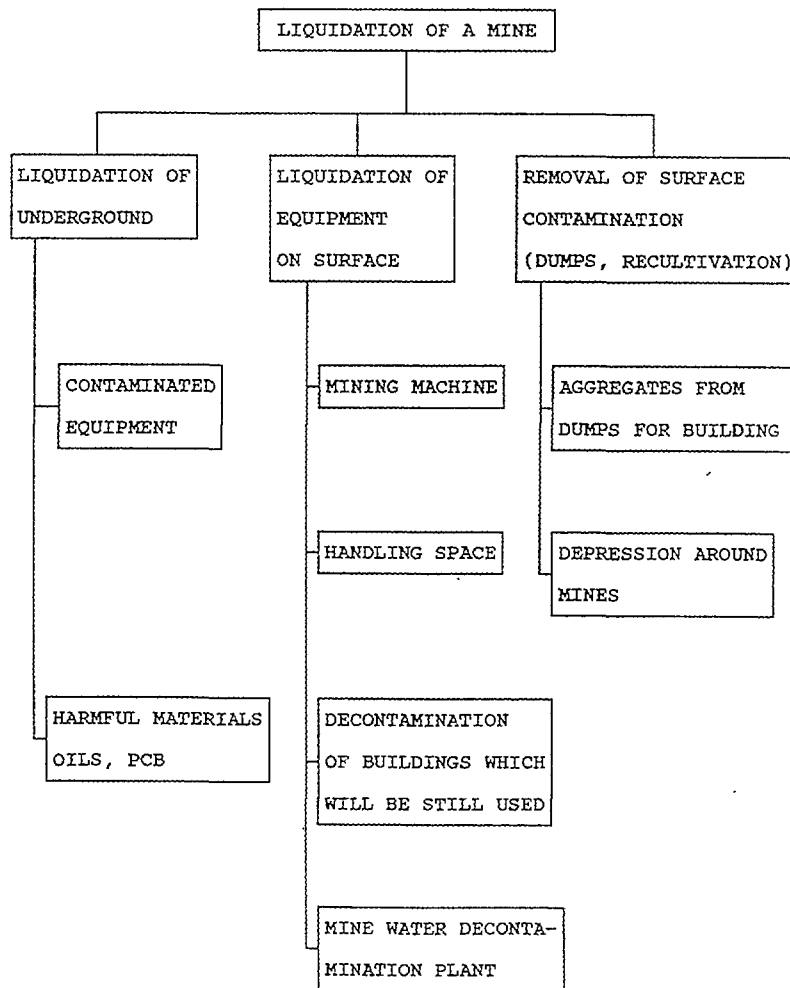 LIQUIDATION OF A MINE
LIQUIDATION OF
UNDERGROUND
LIQUIDATION OF
EQUIPMENT
ON SURFACE
REMOVAL OF SURFACE
CONTAMINATION
(DUMPS, RECULTIVATION)
CONTAMINATED
EQUIPMENT
MINING MACHINE
AGGREGATES FROM
DUMPS FOR BUILDING
HANDLING SPACE
DEPRESSION AROUND
MINES
HARMFUL MATERIALS
OILS, PCB
DECONTAMINATION
OF BUILDINGS WHICH
WILL BE STILL USED
MINE WATER DECONTA-
MINATION PLANT